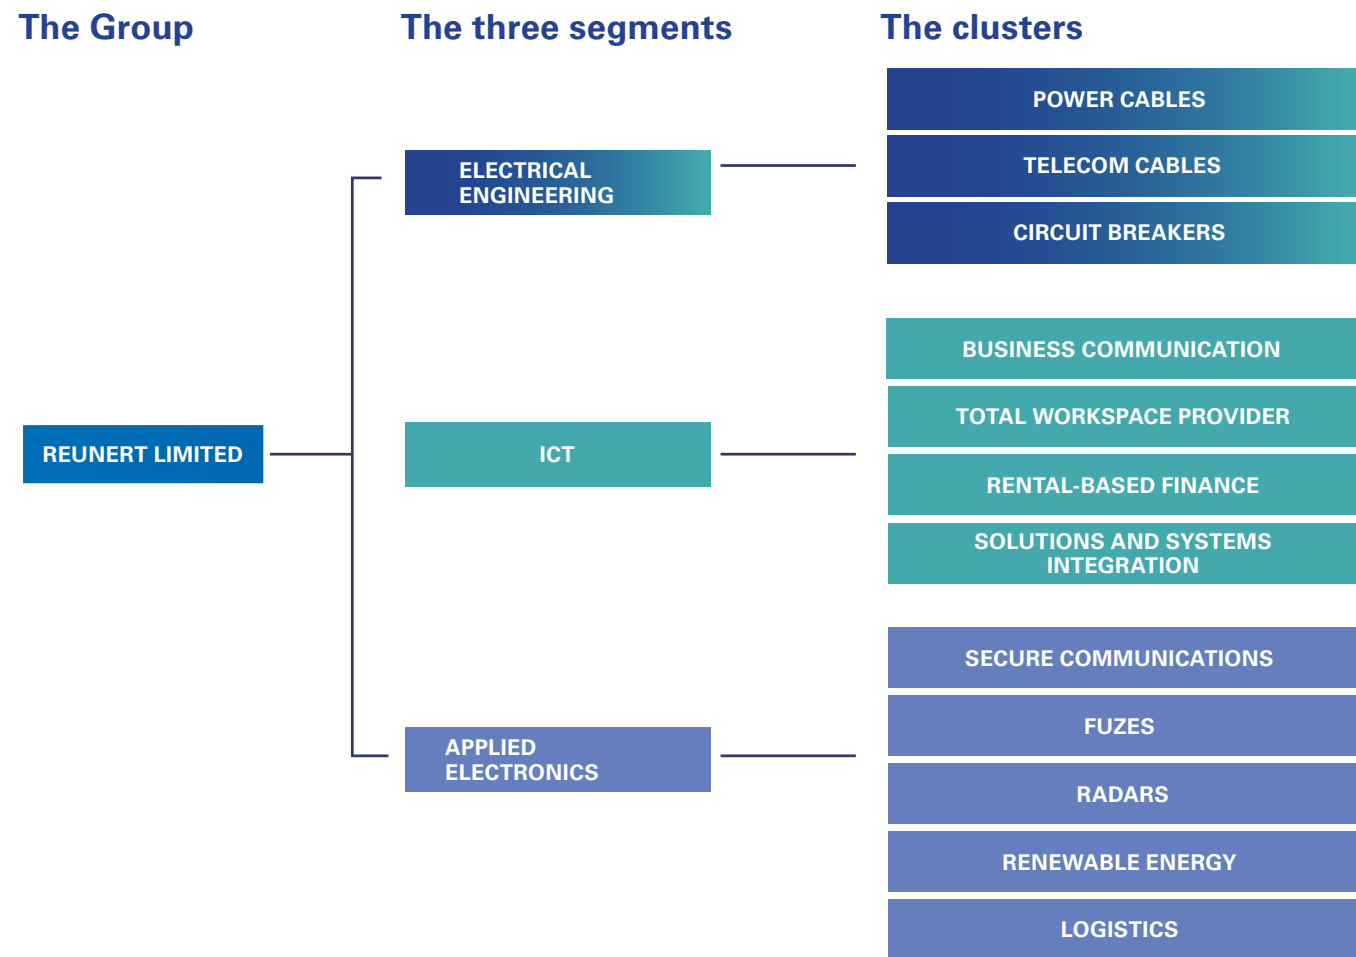 The Group
The three segments
The clusters
REUNERT LIMITED
ELECTRICAL
ENGINEERING
POWER CABLES
TELECOM CABLES
CIRCUIT BREAKERS
ICT
BUSINESS COMMUNICATION
TOTAL WORKSPACE PROVIDER
RENTAL-BASED FINANCE
SOLUTIONS AND SYSTEMS
INTEGRATION
APPLIED
ELECTRONICS
SECURE COMMUNICATIONS
FUZES
RADARS
RENEWABLE ENERGY
LOGISTICS